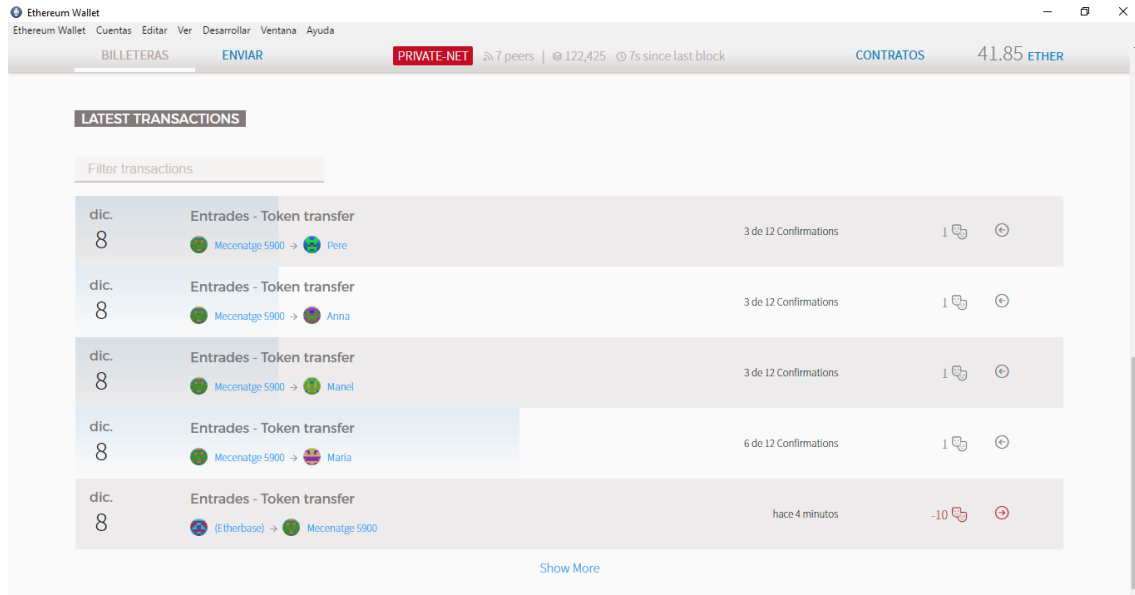 Ethereum Wallet
Ethereum Wallet Cuentas Editar Ver Desarrollar Ventana Ayuda
BILLETERAS ENVIAR PRIVATE-NET 7 peers | 122,425 7s since last block CONTRATOS 41.85 ETHER
LATEST TRANSACTIONS
Filter transactions
dic.
8
Entrades - Token transfer
Mecenatge 5900 → Pere
3 de 12 Confirmations
1
dic.
8
Entrades - Token transfer
Mecenatge 5900 → Anna
3 de 12 Confirmations
1
dic.
8
Entrades - Token transfer
Mecenatge 5900 → Manel
3 de 12 Confirmations
1
dic.
8
Entrades - Token transfer
Mecenatge 5900 → Maria
6 de 12 Confirmations
1
dic.
8
Entrades - Token transfer
(Etherbase) → Mecenatge 5900
hace 4 minutos
-10
Show More